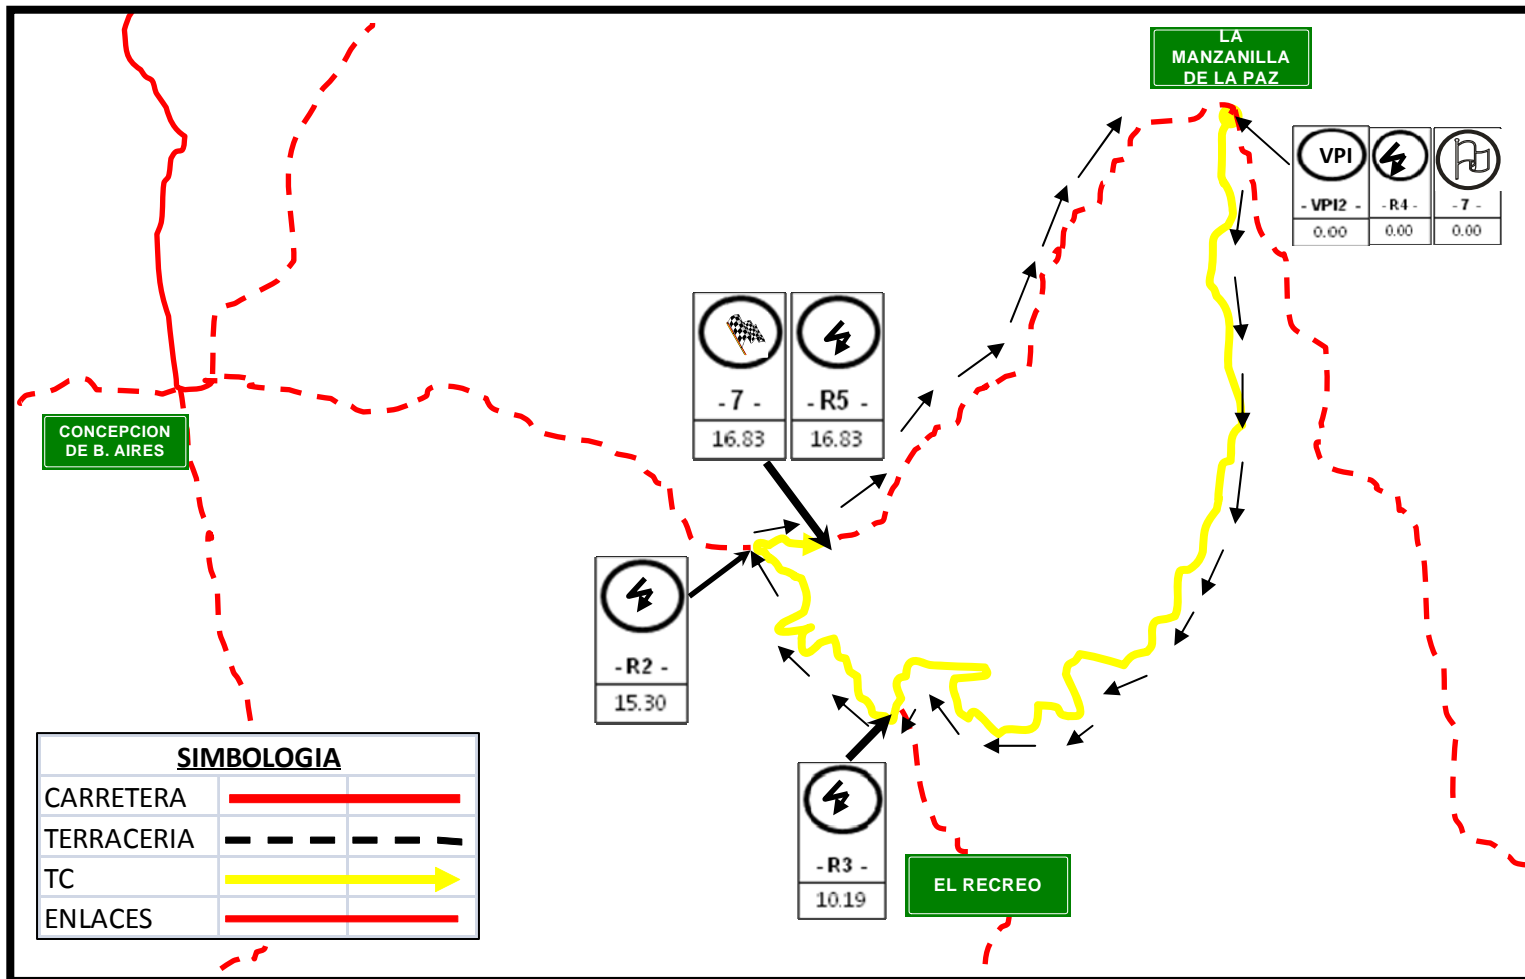 LA
MANZANILLA
DE LA PAZ
VPI
- VPI2 -
- R4 -
- 7 -
0.00
0.00
0.00
- 7 -
- R5 -
16.83
16.83
CONCEPCION
DE B. AIRES
- R2 -
15.30
- R3 -
10.19
EL RECREO
SIMBOLOGIA
CARRETERA
TERRACERIA
TC
ENLACES